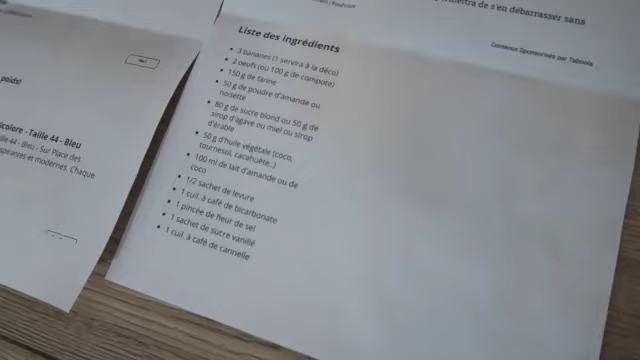 de s'en débarrasser sans
Contenus Sponsorisés par Taboola
Liste des ingrédients
• 3 bananes (1 servira à la déco)
• 2 oeufs (ou 100 g de compote)
• 150 g de farine
• 50 g de poudre d'amande ou
noisette
• 80 g de sucre blond ou 50 g de
sirop d'agave ou miel ou sirop
d'érable
• 50 g d'huile végétale (coco,
tournesol, cacahuète..)
• 100 ml de lait d'amande ou de
coco
• 1/2 sachet de levure
• 1 cuil. à café de bicarbonate
• 1 pincée de fleur de sel
• 1 sachet de sucre vanillé
• 1 cuil. à café de cannelle
poids!
- Taille 44 - Bleu
44 - Bleu - Sur Place des
et modernes. Chaque